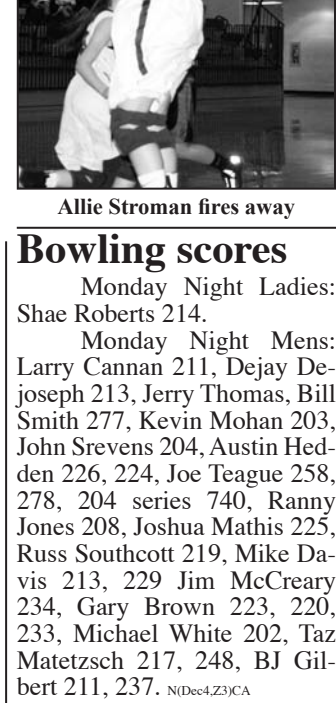 Allie Stroman fires away
Bowling scores
Monday Night Ladies:
Shae Roberts 214.
Monday Night Mens:
Larry Cannan 211, Dejay De-
joseph 213, Jerry Thomas, Bill
Smith 277, Kevin Mohan 203,
John Srevens 204, Austin Hed-
den 226, 224, Joe Teague 258,
278, 204 series 740, Ranny
Jones 208, Joshua Mathis 225,
Russ Southcott 219, Mike Da-
vis 213, 229 Jim McCreary
234, Gary Brown 223, 220,
233, Michael White 202, Taz
Matetzsch 217, 248, BJ Gil-
bert 211, 237. N(Dec4,Z3)CA